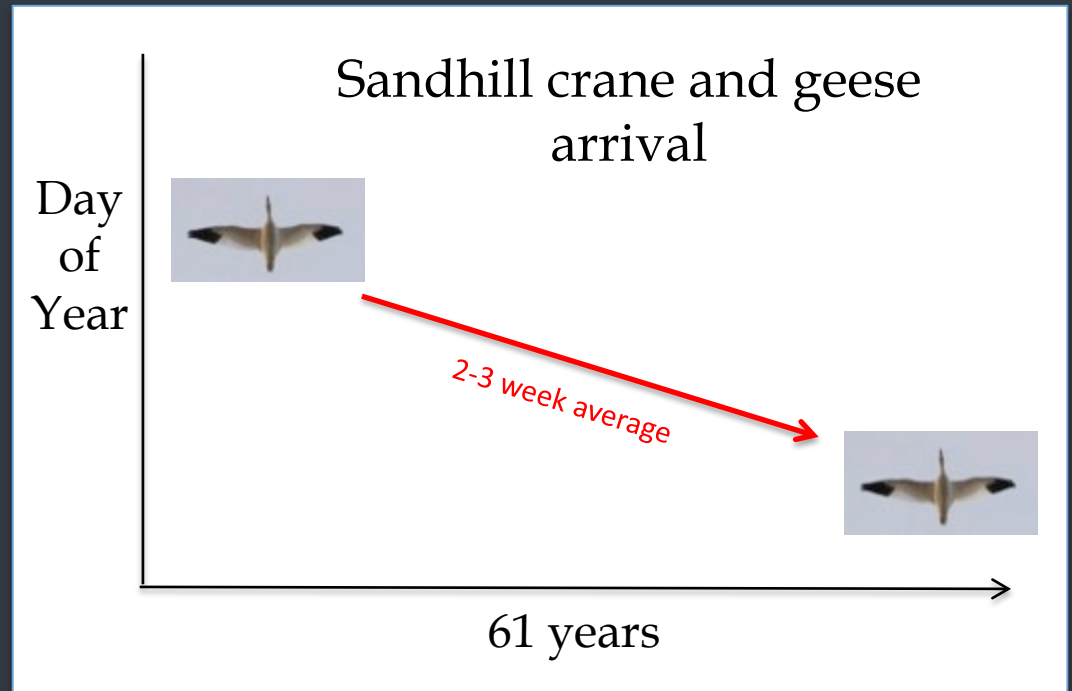 Sandhill crane and geese
arrival
Day
of
Year
2-3 week average
61 years